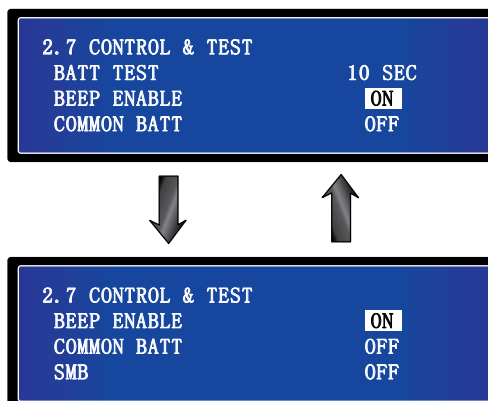 2.7 CONTROL & TEST
BATT TEST 10 SEC
BEEP ENABLE ON
COMMON BATT OFF
2.7 CONTROL & TEST
BEEP ENABLE ON
COMMON BATT OFF
SMB OFF